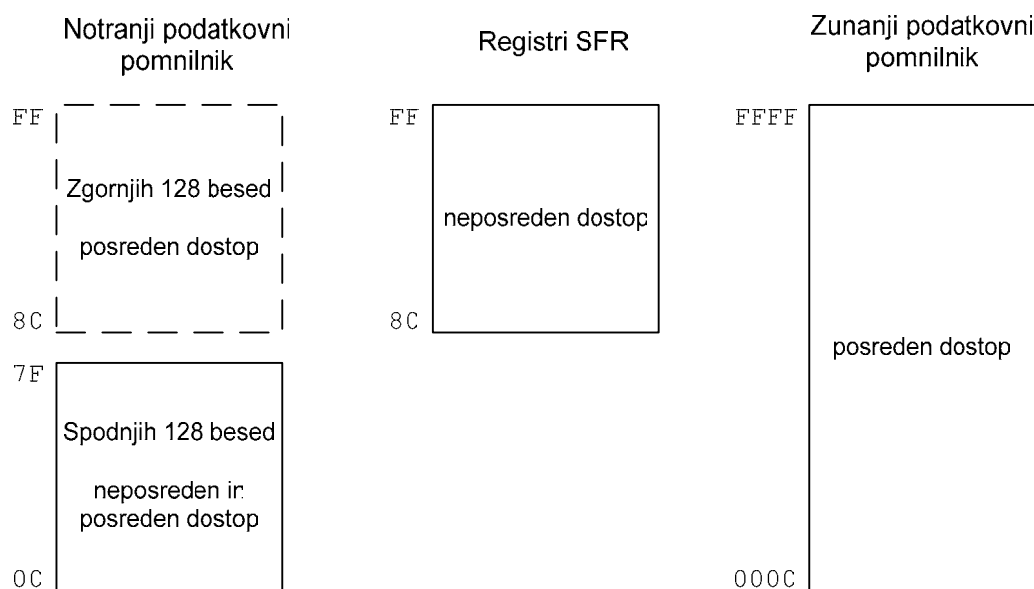 Notranji podatkovni
pomnilnik
FF
Zgornjih 128 besed
posreden dostop
8C
7F
Spodnjih 128 besed
neposreden in
posreden dostop
0C
Registri SFR
FF
neposreden dostop
8C
Zunanji podatkovni
pomnilnik
FFFF
posreden dostop
000C